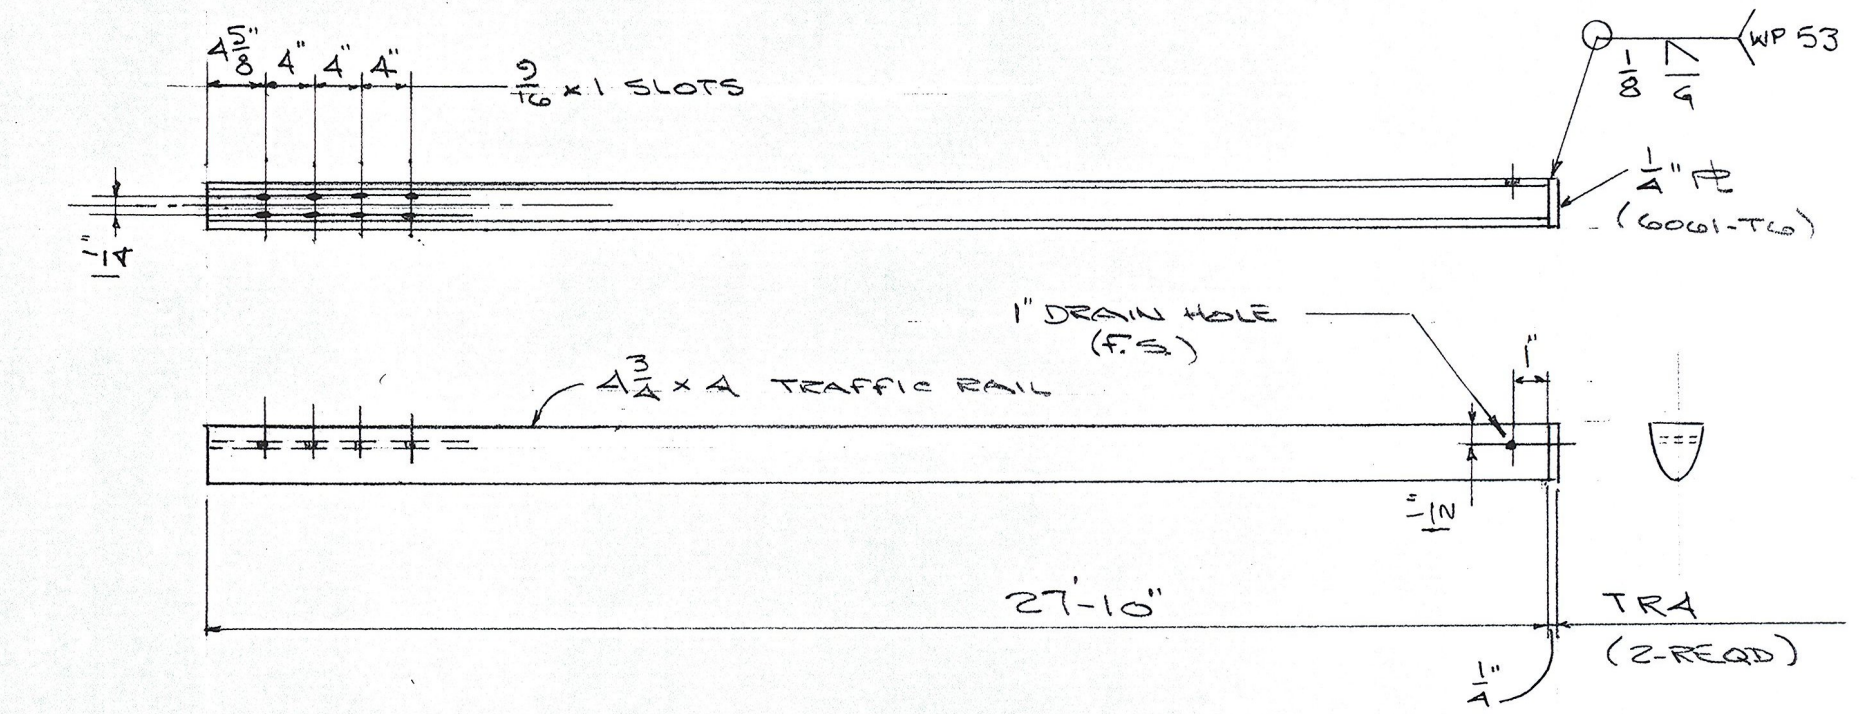 4 5/8" 4" 4" 4"
9/16 x 1 SLOTS
1/8 1/G
WP 53
1/4" PL
(6061-T6)
1" DRAIN HOLE
(F.S.)
1"
4 3/4 x 4 TRAFFIC RAIL
27'-10"
TR4
(2-REQD)
1/4"